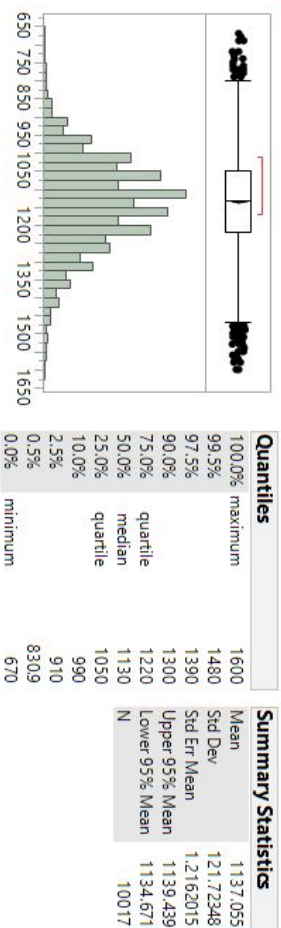 650 750 850 950 1050 1200 1350 1500 1650
Quantiles
100.0% maximum 1600
99.5% 1480
97.5% 1390
90.0% 1300
75.0% quartile 1220
50.0% median 1130
25.0% quartile 1050
10.0% 990
2.5% 910
0.5% 830.9
0.0% minimum 670
Summary Statistics
Mean 1137.055
Std Dev 121.72348
Std Err Mean 1.2162015
Upper 95% Mean 1139.439
Lower 95% Mean 1134.671
N 10017